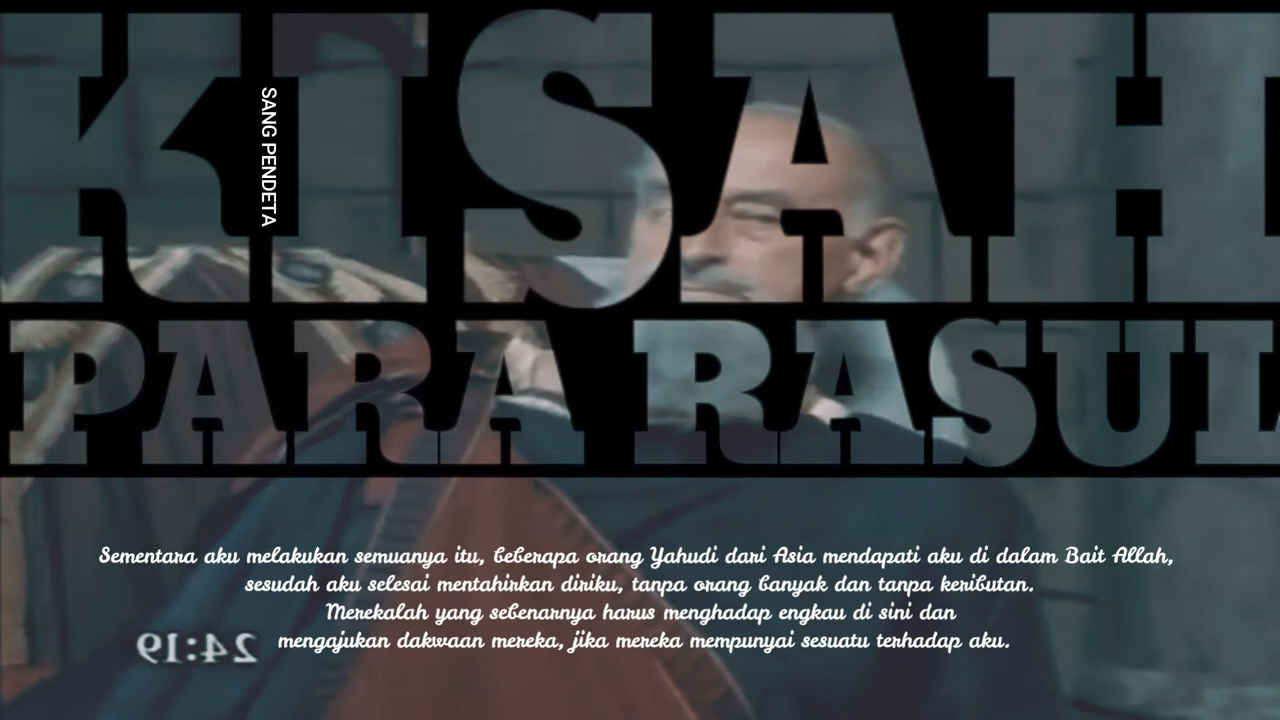 KISAH
SANG PENDETA
PARA RASUL
Sementara aku melakukan semuanya itu, beberapa orang Yahudi dari Asia mendapati aku di dalam Bait Allah,
sesudah aku selesai mentahirkan diriku, tanpa orang banyak dan tanpa keributan.
Merekalah yang sebenarnya harus menghadap engkau di sini dan
mengajukan dakwaan mereka, jika mereka mempunyai sesuatu terhadap aku.
24:19